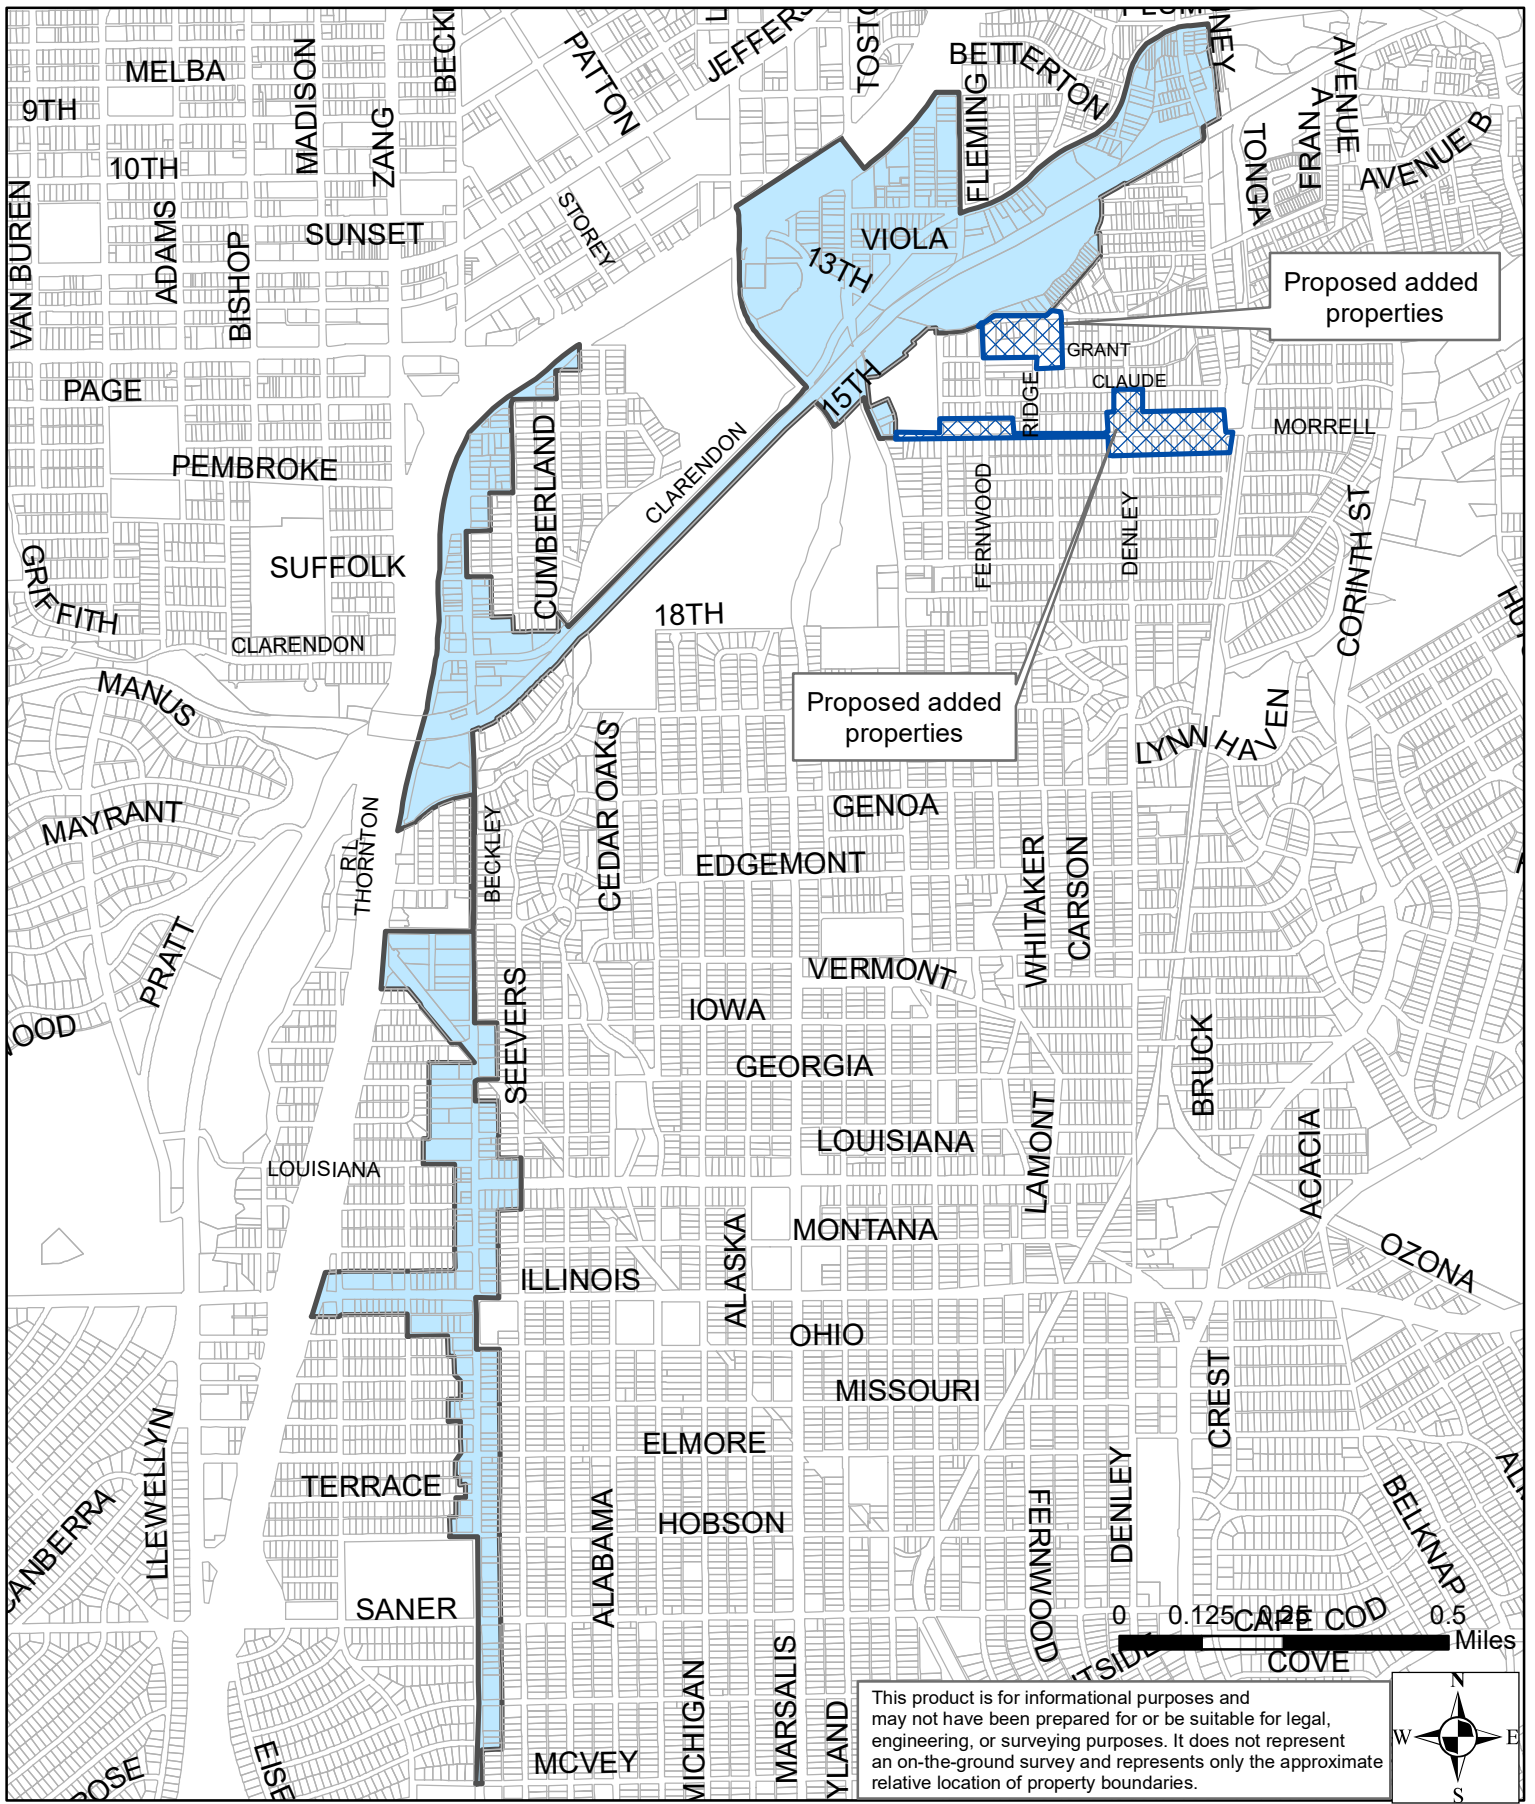 PATTON
JEFFERS
TOSTO
BETTERTON
FLEMING
MELBA
MADISON
BECK
ZANG
9TH
10TH
VAN BUREN
ADAMS
BISHOP
SUNSET
STOREY
VIOLA
13TH
AVENUE
FRAN A
TONGA
AVENUE B
Proposed added
properties
GRANT
CLAUDE
RIDGE
15TH
MORRELL
PAGE
PEMBROKE
CUMBERLAND
CLARENDON
FERNWOOD
DENLEY
CORINTH ST
SUFFOLK
GRIFFITH
CLARENDON
18TH
MANUS
Proposed added
properties
LYNN HAVEN
CEDAR OAKS
MAYRANT
R L
THORNTON
BECKLEY
GENOA
EDGEMONT
WHITAKER
CARSON
PRATT
VERMONT
IOWA
SEEVERS
GEORGIA
BRUCK
LAMONT
LOUISIANA
LOUISIANA
ACACIA
MONTANA
ALASKA
ILLINOIS
OZONA
OHIO
MISSOURI
CREST
LLEWELLYN
ELMORE
TERRACE
ALABAMA
HOBSON
FERNWOOD
DENLEY
BELKNAP
CANBERRA
SANER
CAPE COD
COVE
TSIDE
0 0.125 0.25 0.5
Miles
MICHIGAN
MARSALIS
YLAND
MCVEY
EISE
ROSE
This product is for informational purposes and
may not have been prepared for or be suitable for legal,
engineering, or surveying purposes. It does not represent
an on-the-ground survey and represents only the approximate
relative location of property boundaries.
N
W E
S